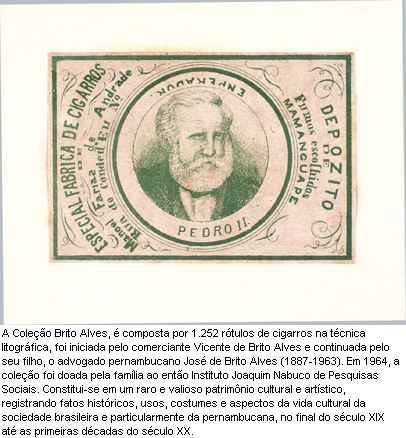 ESPECIAL FABRICA DE CIGARROS
DE
Manoel Farias de Andrade
Rua do Conded'Eu Nº
EMPERADOR.
PEDRO II.
DEPOZITO
DE
Fumos escolhidos
MAMANGUAPE
A Coleção Brito Alves, é composta por 1.252 rótulos de cigarros na técnica
litográfica, foi iniciada pelo comerciante Vicente de Brito Alves e continuada pelo
seu filho, o advogado pernambucano José de Brito Alves (1887-1963). Em 1964, a
coleção foi doada pela família ao então Instituto Joaquim Nabuco de Pesquisas
Sociais. Constitui-se em um raro e valioso patrimônio cultural e artístico,
registrando fatos históricos, usos, costumes e aspectos da vida cultural da
sociedade brasileira e particularmente da pernambucana, no final do século XIX
até as primeiras décadas do século XX.